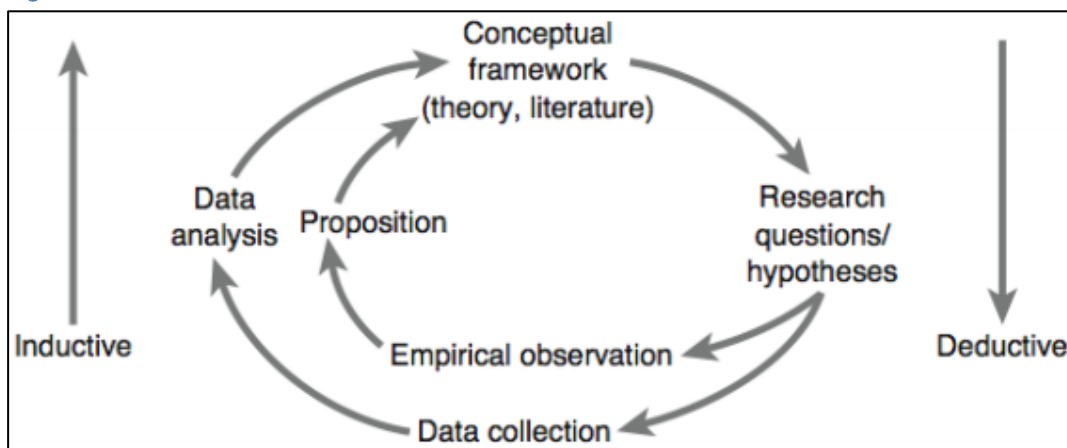 Conceptual
framework
(theory, literature)
Data
analysis
Proposition
Research
questions/
hypotheses
Inductive
Empirical observation
Deductive
Data collection